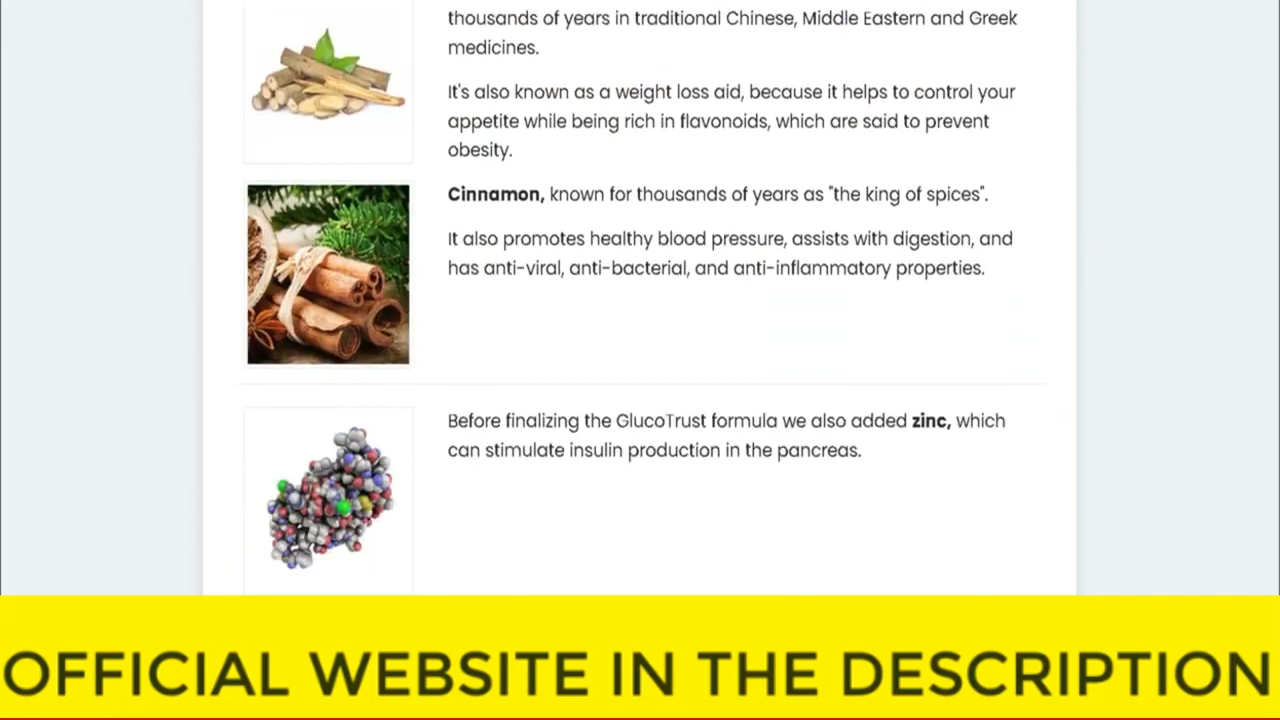 thousands of years in traditional Chinese, Middle Eastern and Greek
medicines.
It's also known as a weight loss aid, because it helps to control your
appetite while being rich in flavonoids, which are said to prevent
obesity.
Cinnamon, known for thousands of years as "the king of spices".
It also promotes healthy blood pressure, assists with digestion, and
has anti-viral, anti-bacterial, and anti-inflammatory properties.
Before finalizing the GlucoTrust formula we also added zinc, which
can stimulate insulin production in the pancreas.
OFFICIAL WEBSITE IN THE DESCRIPTION